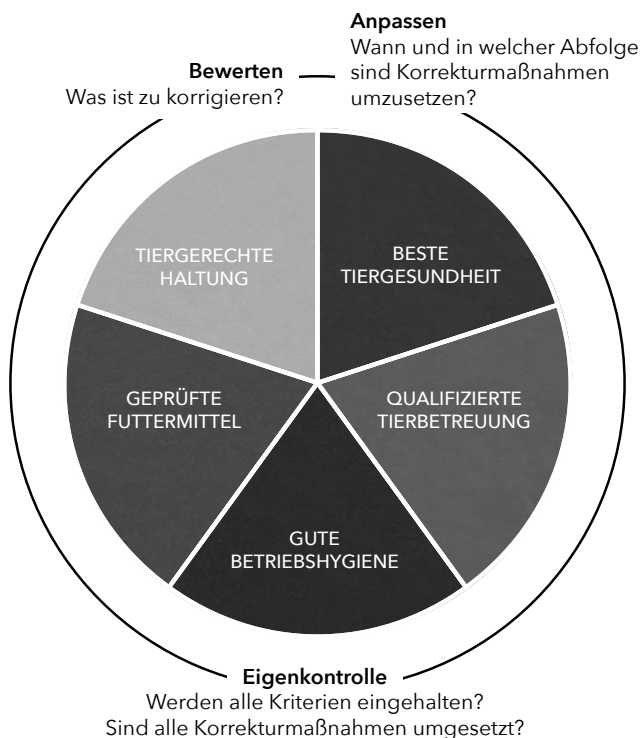 Anpassen
Wann und in welcher Abfolge
sind Korrekturmaßnahmen
umzusetzen?
Bewerten
Was ist zu korrigieren?
TIERGERECHTE
HALTUNG
BESTE
TIERGESUNDHEIT
GEPRÜFTE
FUTTERMITTEL
QUALIFIZIERTE
TIERBETREUUNG
GUTE
BETRIEBSHYGIENE
Eigenkontrolle
Werden alle Kriterien eingehalten?
Sind alle Korrekturmaßnahmen umgesetzt?